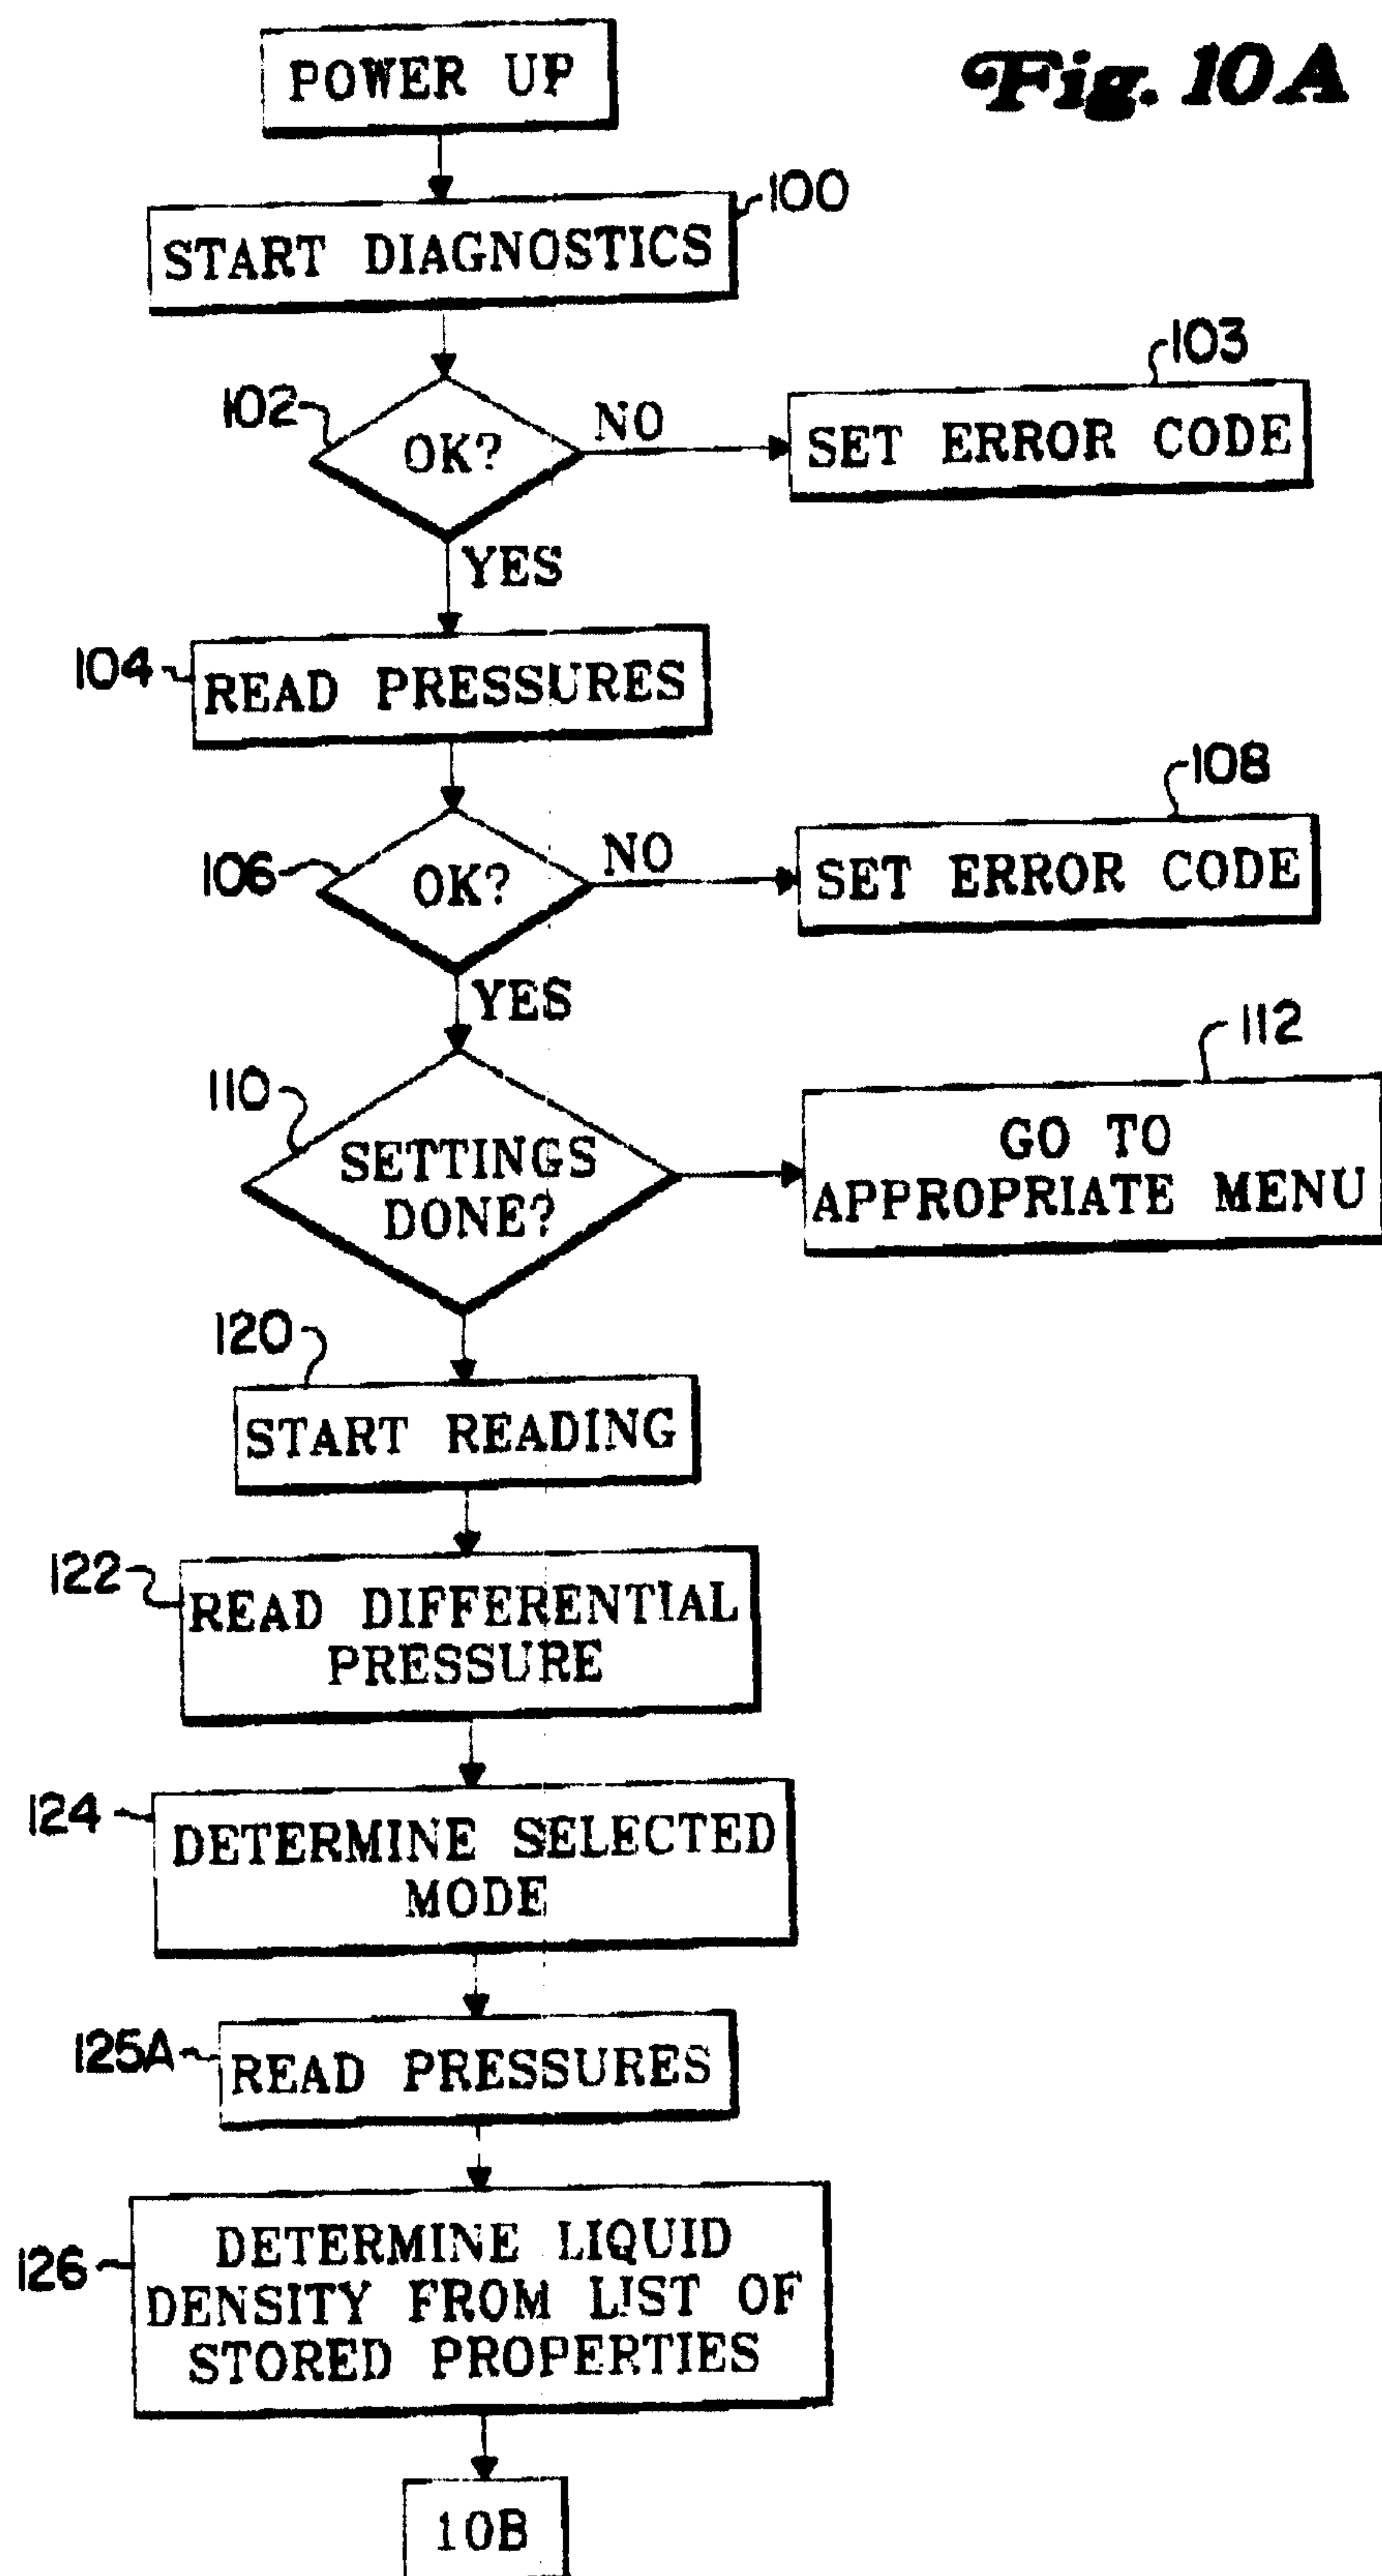 Fig. 10A
POWER UP
100
START DIAGNOSTICS
102
OK?
NO
103
SET ERROR CODE
YES
104
READ PRESSURES
106
OK?
NO
108
SET ERROR CODE
YES
110
SETTINGS
DONE?
112
GO TO
APPROPRIATE MENU
120
START READING
122
READ DIFFERENTIAL
PRESSURE
124
DETERMINE SELECTED
MODE
125A
READ PRESSURES
126
DETERMINE LIQUID
DENSITY FROM LIST OF
STORED PROPERTIES
10B